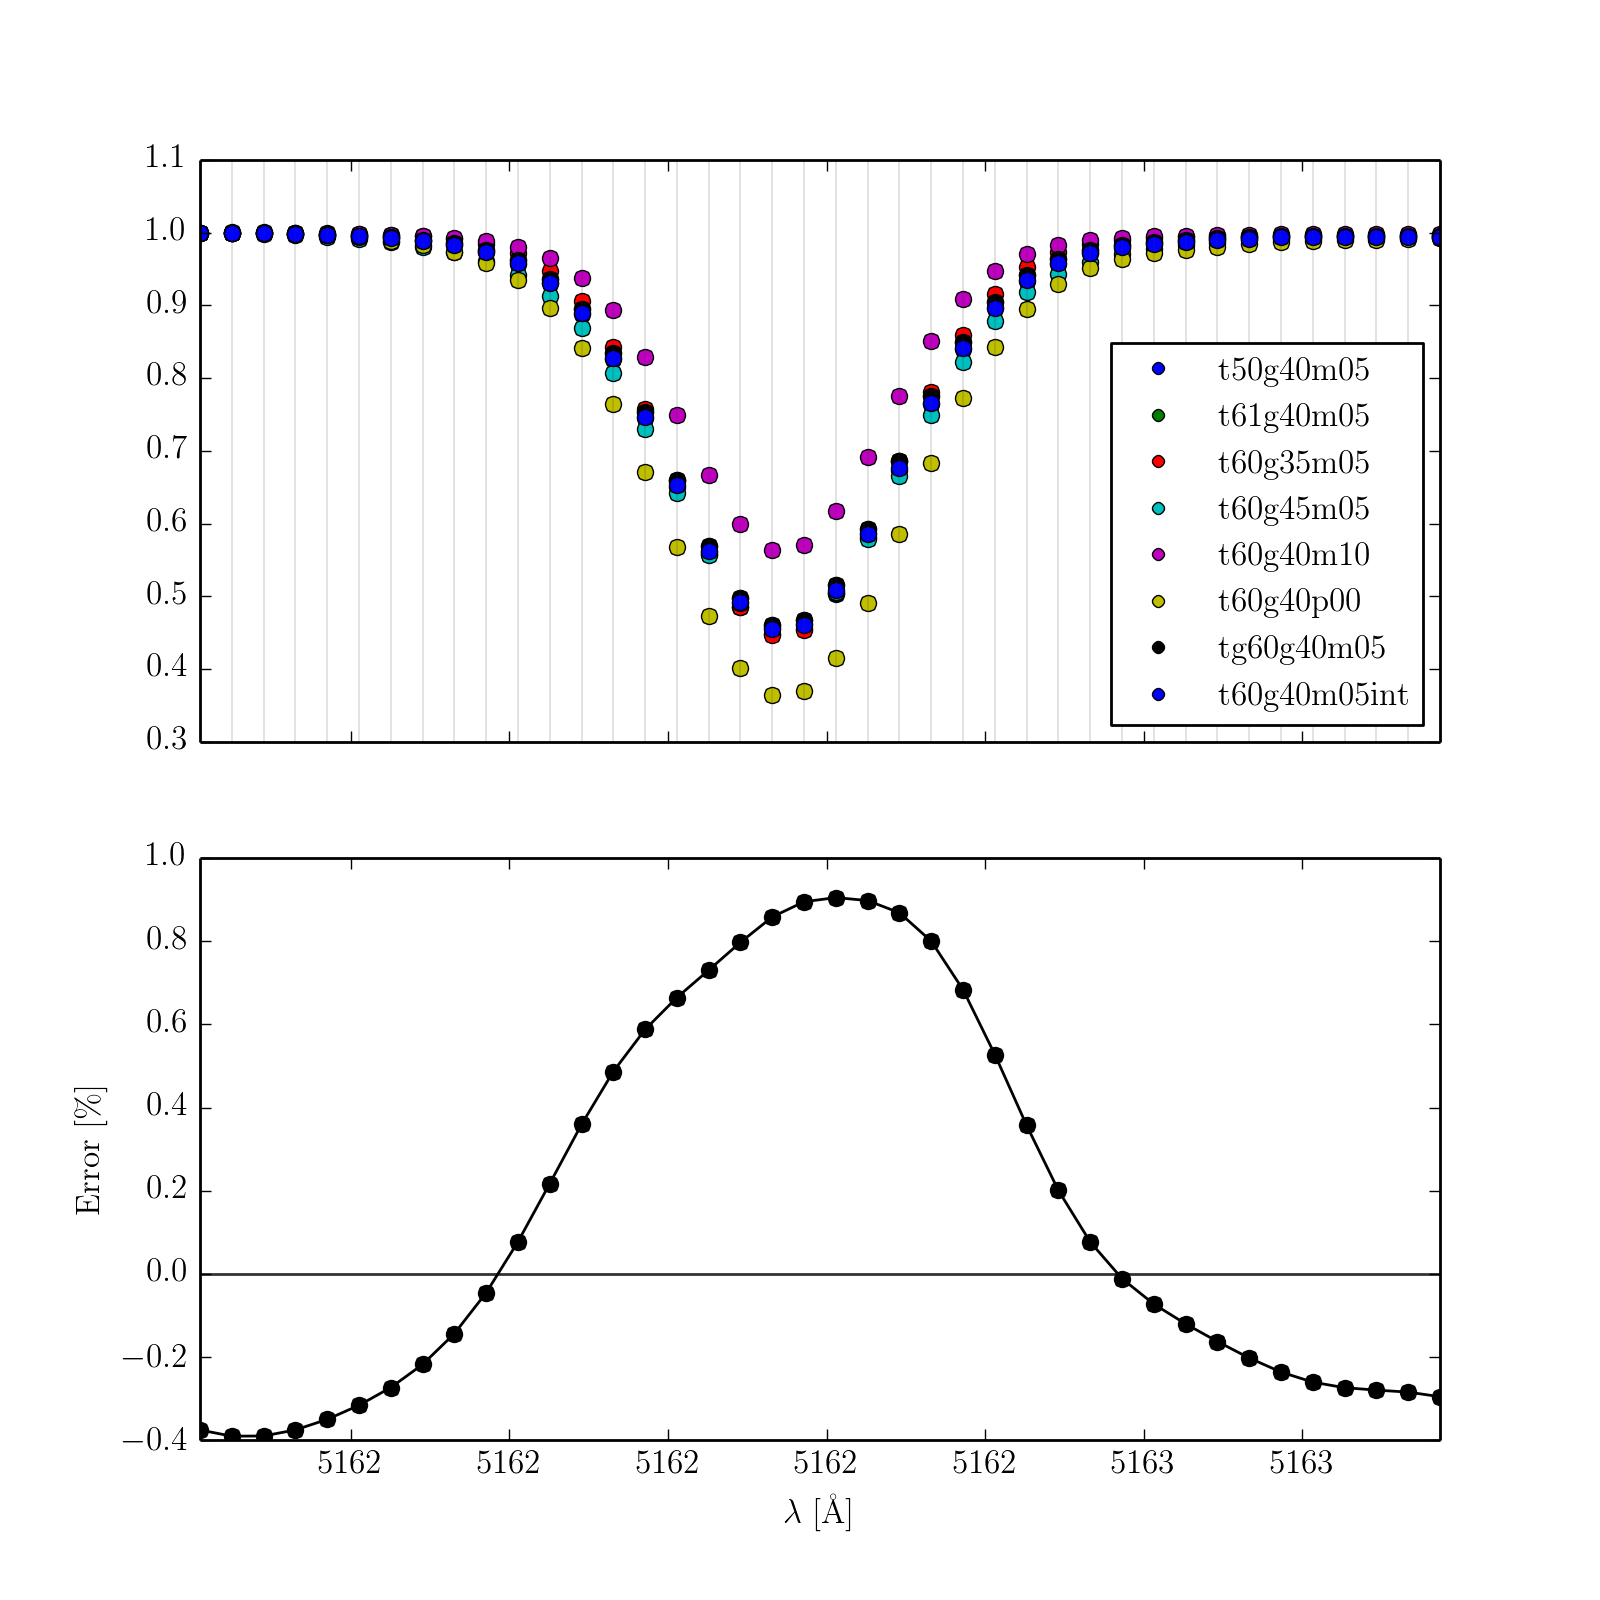 1.1
1.0
0.9
0.8
0.7
0.6
0.5
0.4
0.3
t50g40m05
t61g40m05
t60g35m05
t60g45m05
t60g40m10
t60g40p00
tg60g40m05
t60g40m05int
1.0
0.8
0.6
0.4
0.2
0.0
−0.2
−0.4
Error [%]
5162 5162 5162 5162 5162 5163 5163
λ [Å]